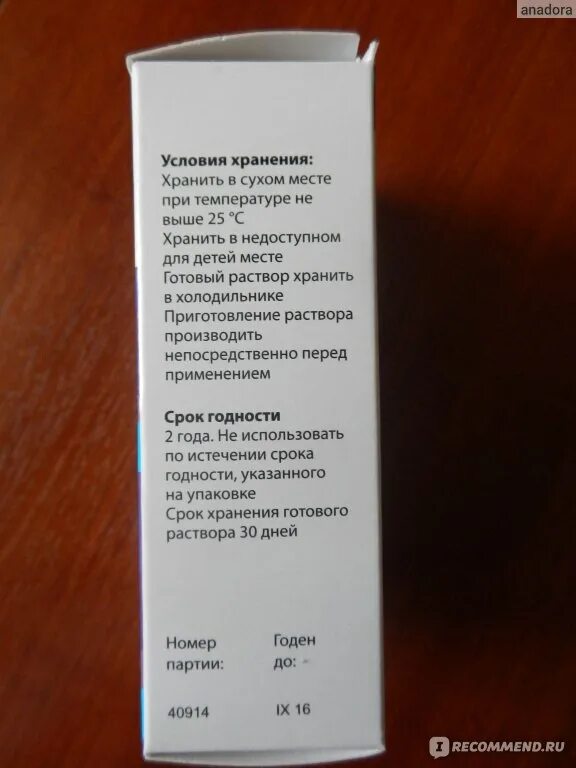 anadora
Условия хранения:
Хранить в сухом месте
при температуре не
выше 25 °С
Хранить в недоступном
для детей месте
Готовый раствор хранить
в холодильнике
Приготовление раствора
производить
непосредственно перед
применением
Срок годности
2 года. Не использовать
по истечении срока
годности, указанного
на упаковке
Срок хранения готового
раствора 30 дней
Номер
партии:
40914
Годен
до: -
IX 16
IRECOMMEND.RU